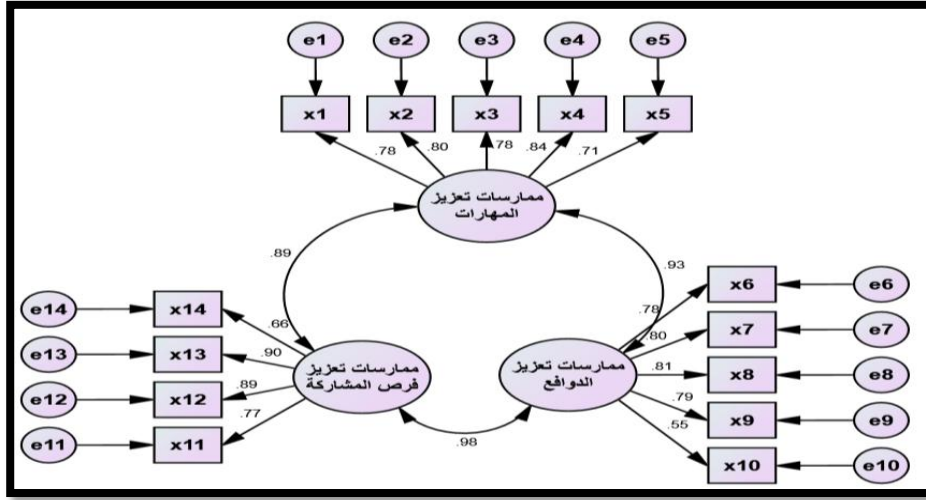 e1 e2 e3 e4 e5
x1 x2 x3 x4 x5
.78 .80 .78 .84 .71
ممارسات تعزيز
المهارات
.89 .93
x6 e6
.78
e14 x14
.66
x7 e7
.80
e13 x13
.90
ممارسات تعزيز
فرص المشاركة
ممارسات تعزيز
الدوافع
.81
x8 e8
e12 x12
.89
.79
x9 e9
e11 x11
.77
.98
.55
x10 e10